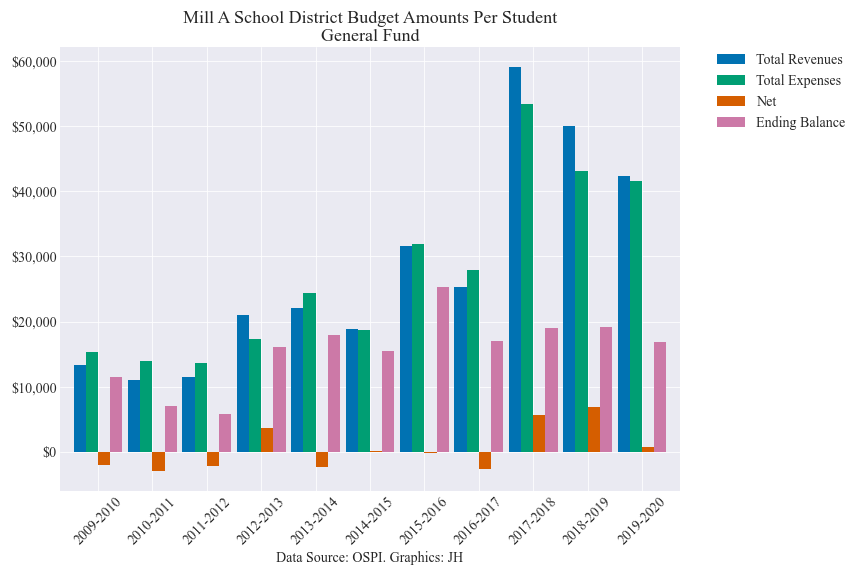 Mill A School District Budget Amounts Per Student
General Fund
Total Revenues
Total Expenses
Net
Ending Balance
$60,000
$50,000
$40,000
$30,000
$20,000
$10,000
$0
2009-2010
2010-2011
2011-2012
2012-2013
2013-2014
2014-2015
2015-2016
2016-2017
2017-2018
2018-2019
2019-2020
Data Source: OSPI. Graphics: JH